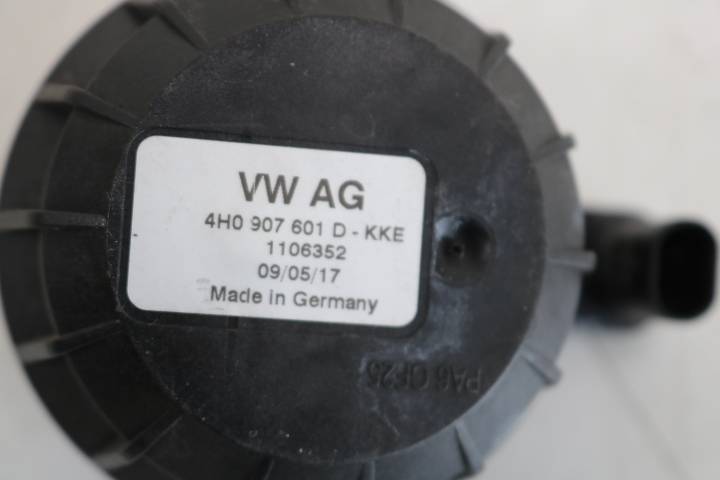 VW AG
4H0 907 601 D - KKE
1106352
09/05/17
Made in Germany
PA6 GF25